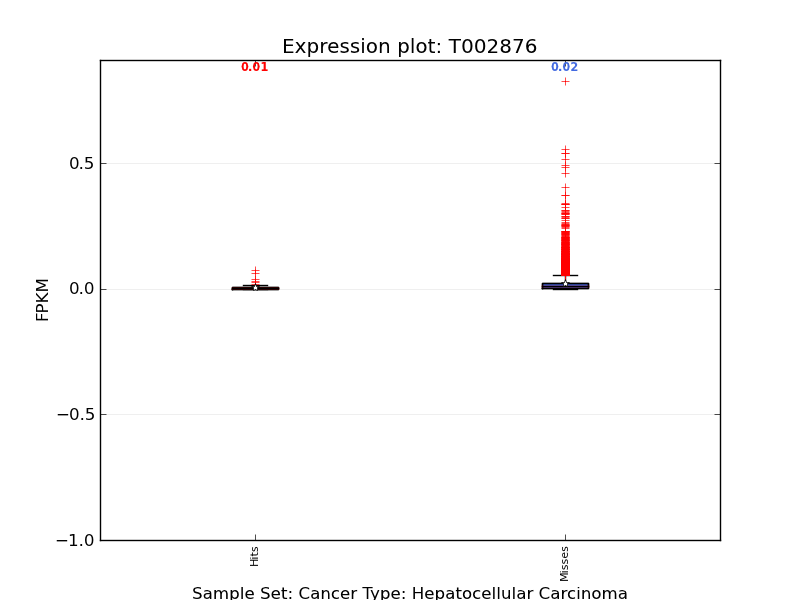 Expression plot: T002876
0.01
0.02
0.5
0.0
−0.5
−1.0
FPKM
Hits
Misses
Sample Set: Cancer Type: Hepatocellular Carcinoma